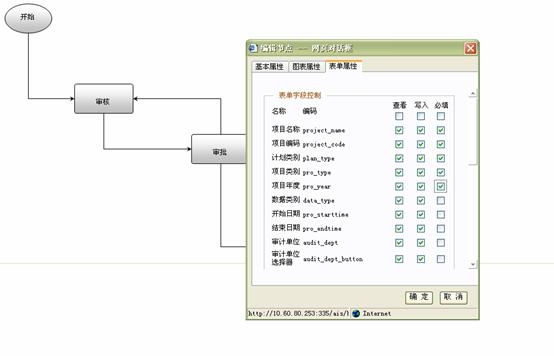 开始
审核
审批
编辑节点 -- 网页对话框
基本属性 图表属性 表单属性
表单字段控制
名称 编码 查看 写入 必填
项目名称 project_name
项目编码 project_code
计划类别 plan_type
项目类别 pro_type
项目年度 pro_year
数据类别 data_type
开始日期 pro_starttime
结束日期 pro_endtime
审计单位 audit_dept
审计单位
选择器 audit_dept_button
确 定 取 消
http://10.60.80.253:335/ais/l Internet